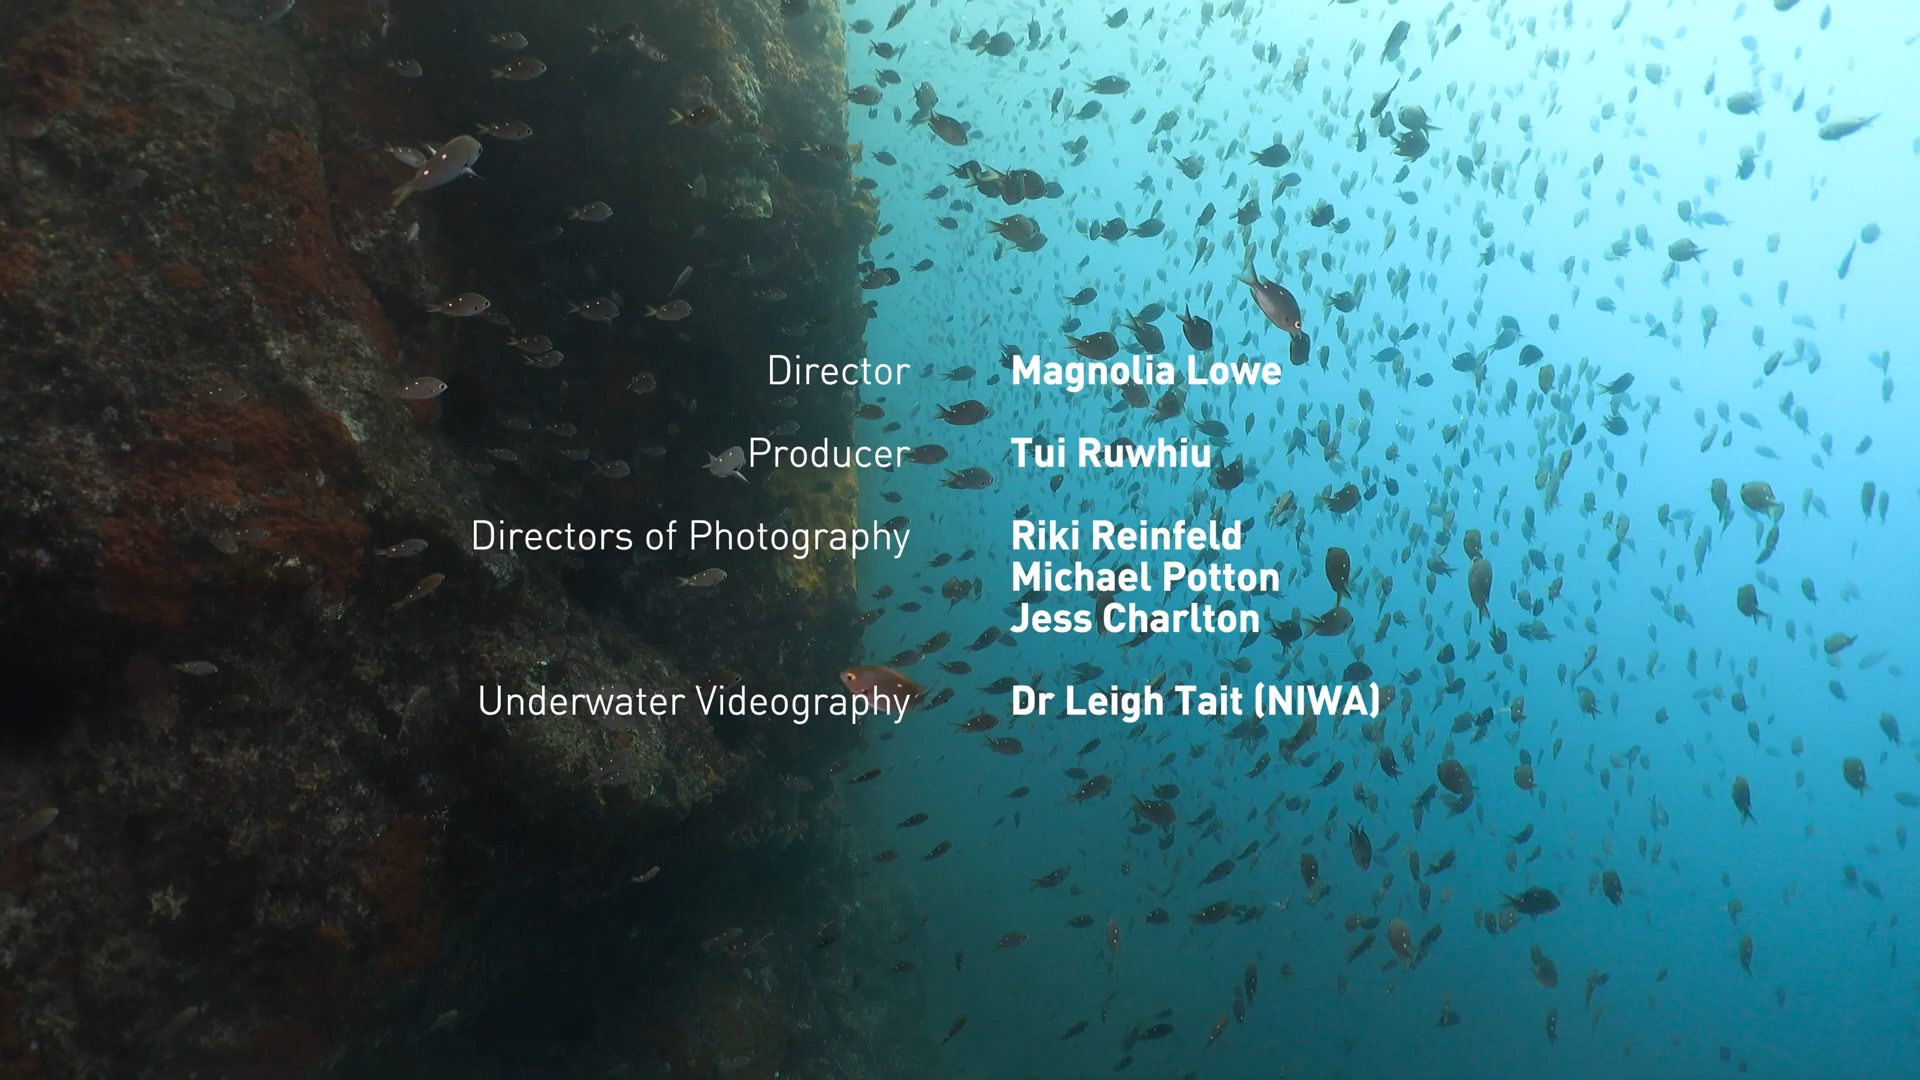 Director Magnolia Lowe
Producer Tui Ruwhiu
Directors of Photography Riki Reinfeld
Michael Potton
Jess Charlton
Underwater Videography Dr Leigh Tait (NIWA)